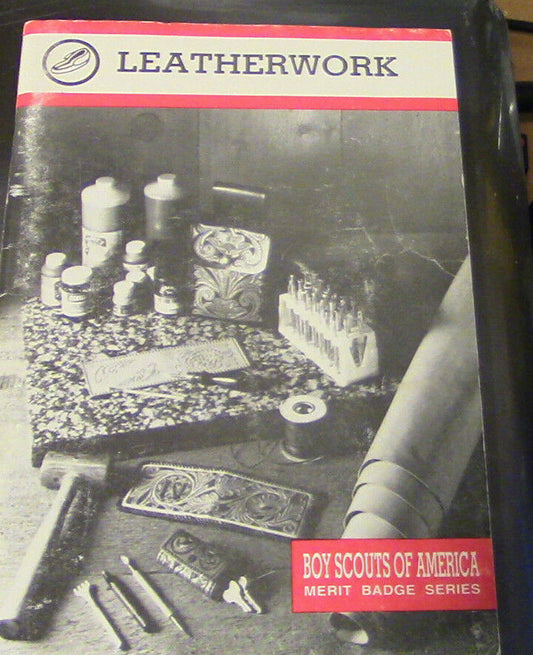 LEATHERWORK
BOY SCOUTS OF AMERICA
MERIT BADGE SERIES